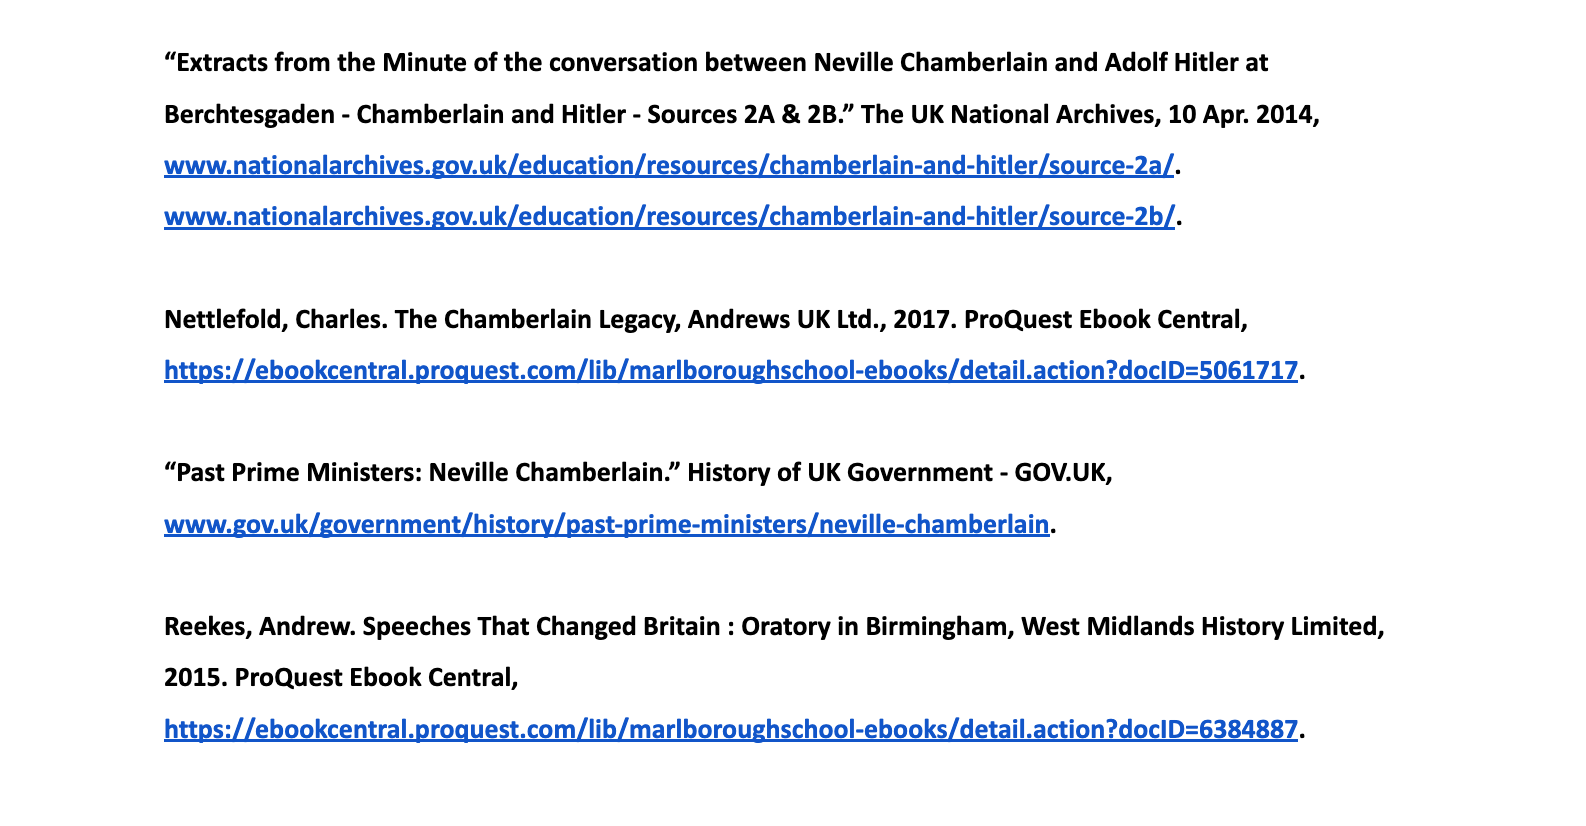 “Extracts from the Minute of the conversation between Neville Chamberlain and Adolf Hitler at
Berchtesgaden - Chamberlain and Hitler - Sources 2A & 2B.” The UK National Archives, 10 Apr. 2014,
www.nationalarchives.gov.uk/education/resources/chamberlain-and-hitler/source-2a/.
www.nationalarchives.gov.uk/education/resources/chamberlain-and-hitler/source-2b/.
Nettlefold, Charles. The Chamberlain Legacy, Andrews UK Ltd., 2017. ProQuest Ebook Central,
https://ebookcentral.proquest.com/lib/marlboroughschool-ebooks/detail.action?docID=5061717.
“Past Prime Ministers: Neville Chamberlain.” History of UK Government - GOV.UK,
www.gov.uk/government/history/past-prime-ministers/neville-chamberlain.
Reekes, Andrew. Speeches That Changed Britain : Oratory in Birmingham, West Midlands History Limited,
2015. ProQuest Ebook Central,
https://ebookcentral.proquest.com/lib/marlboroughschool-ebooks/detail.action?docID=6384887.